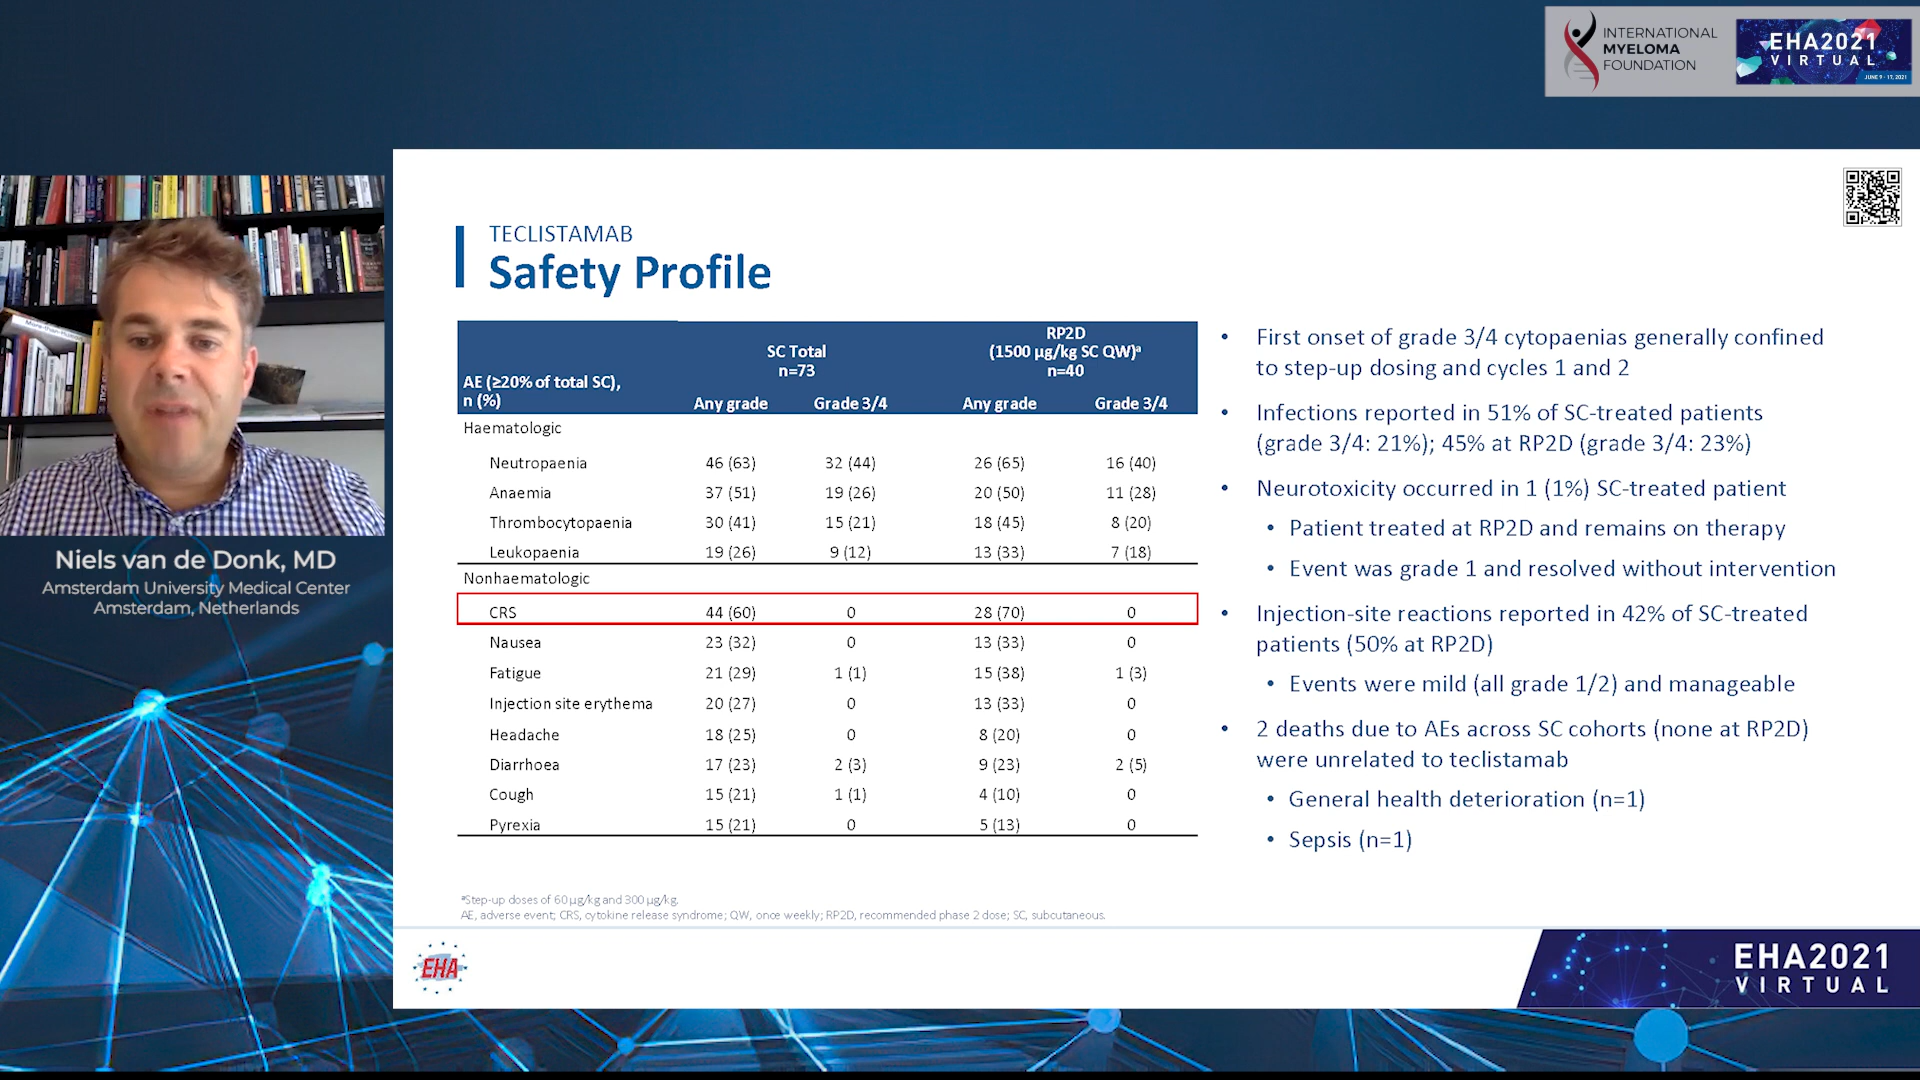 INTERNATIONAL
MYELOMA
FOUNDATION
EHA2021
VIRTUAL
JUNE 9 - 17, 2021
Niels van de Donk, MD
Amsterdam University Medical Center
Amsterdam, Netherlands
TECLISTAMAB
Safety Profile
AE (≥20% of total SC),
n (%)
SC Total
n=73
RP2D
(1500 µg/kg SC QW)ᵃ
n=40
Any grade Grade 3/4 Any grade Grade 3/4
Haematologic
Neutropaenia 46 (63) 32 (44) 26 (65) 16 (40)
Anaemia 37 (51) 19 (26) 20 (50) 11 (28)
Thrombocytopaenia 30 (41) 15 (21) 18 (45) 8 (20)
Leukopaenia 19 (26) 9 (12) 13 (33) 7 (18)
Nonhaematologic
CRS 44 (60) 0 28 (70) 0
Nausea 23 (32) 0 13 (33) 0
Fatigue 21 (29) 1 (1) 15 (38) 1 (3)
Injection site erythema 20 (27) 0 13 (33) 0
Headache 18 (25) 0 8 (20) 0
Diarrhoea 17 (23) 2 (3) 9 (23) 2 (5)
Cough 15 (21) 1 (1) 4 (10) 0
Pyrexia 15 (21) 0 5 (13) 0
• First onset of grade 3/4 cytopaenias generally confined
to step-up dosing and cycles 1 and 2
• Infections reported in 51% of SC-treated patients
(grade 3/4: 21%); 45% at RP2D (grade 3/4: 23%)
• Neurotoxicity occurred in 1 (1%) SC-treated patient
• Patient treated at RP2D and remains on therapy
• Event was grade 1 and resolved without intervention
• Injection-site reactions reported in 42% of SC-treated
patients (50% at RP2D)
• Events were mild (all grade 1/2) and manageable
• 2 deaths due to AEs across SC cohorts (none at RP2D)
were unrelated to teclistamab
• General health deterioration (n=1)
• Sepsis (n=1)
ᵃStep-up doses of 60 µg/kg and 300 µg/kg.
AE, adverse event; CRS, cytokine release syndrome; QW, once weekly; RP2D, recommended phase 2 dose; SC, subcutaneous.
EHA
EHA2021
VIRTUAL